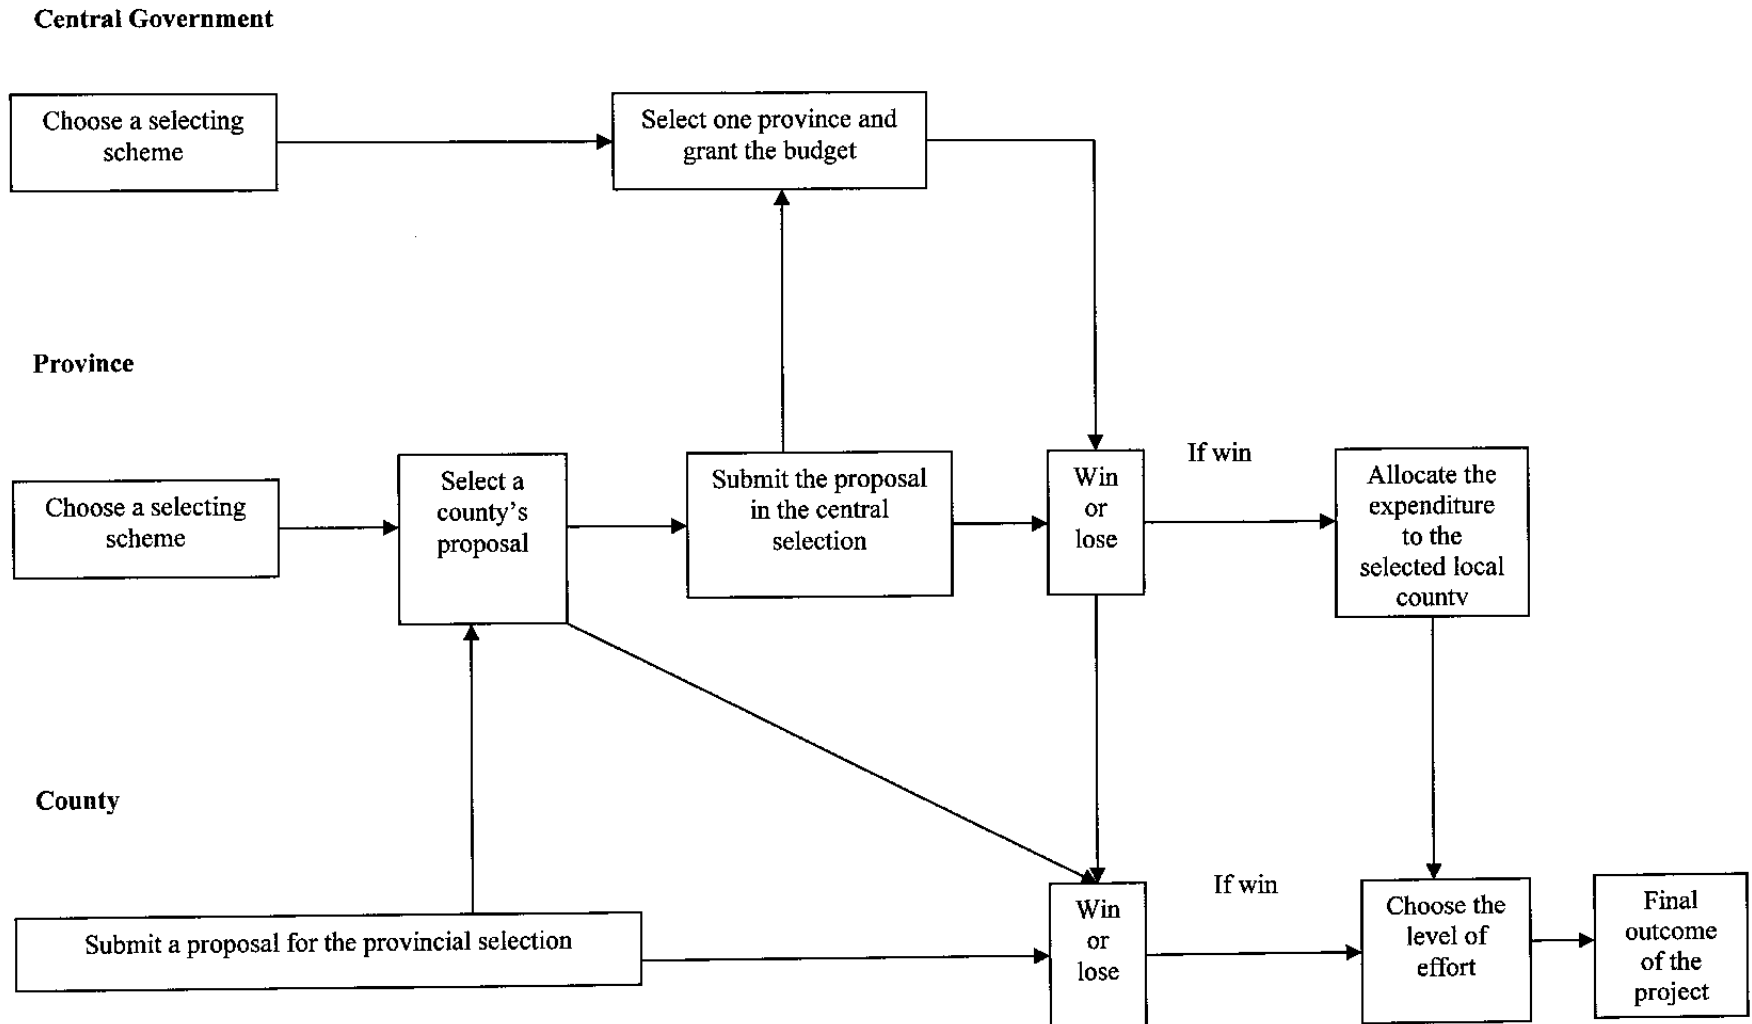 Central Government
Choose a selecting
scheme
Select one province and
grant the budget
Province
Choose a selecting
scheme
Select a
county's
proposal
Submit the proposal
in the central
selection
Win
or
lose
If win
Allocate the
expenditure
to the
selected local
county
County
Submit a proposal for the provincial selection
Win
or
lose
If win
Choose the
level of
effort
Final
outcome
of the
project